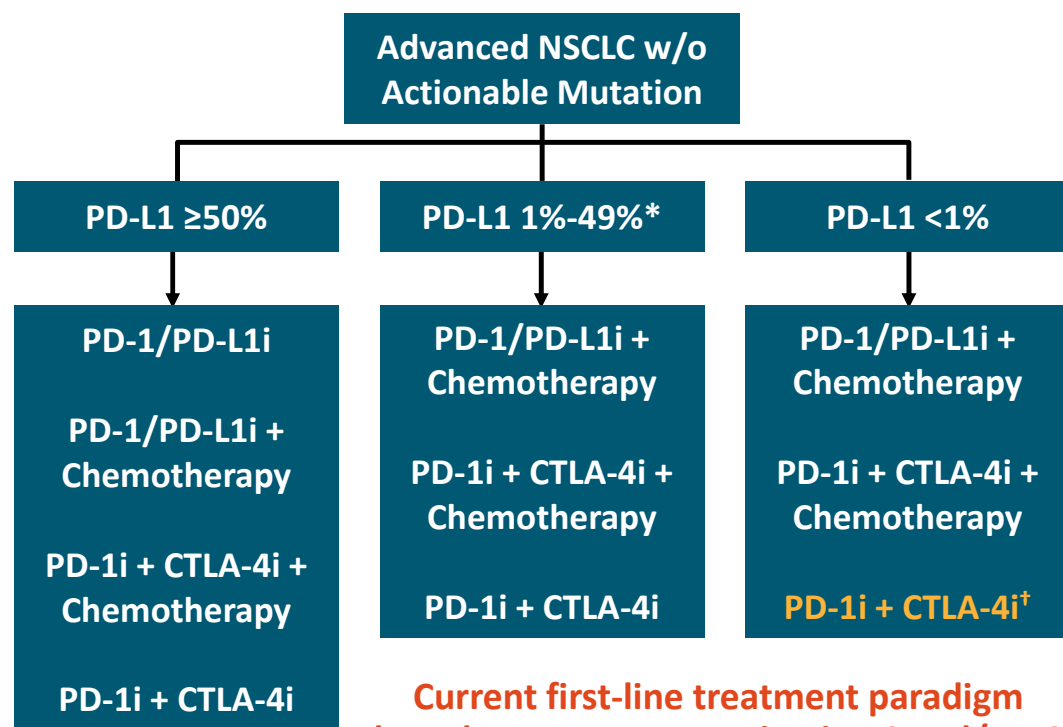 Advanced NSCLC w/o
Actionable Mutation
PD-L1 ≥50%
PD-L1 1%-49%*
PD-L1 <1%
PD-1/PD-L1i
PD-1/PD-L1i +
Chemotherapy
PD-1i + CTLA-4i +
Chemotherapy
PD-1i + CTLA-4i
PD-1/PD-L1i +
Chemotherapy
PD-1i + CTLA-4i +
Chemotherapy
PD-1i + CTLA-4i
PD-1/PD-L1i +
Chemotherapy
PD-1i + CTLA-4i +
Chemotherapy
PD-1i + CTLA-4i†
Current first-line treatment paradigm